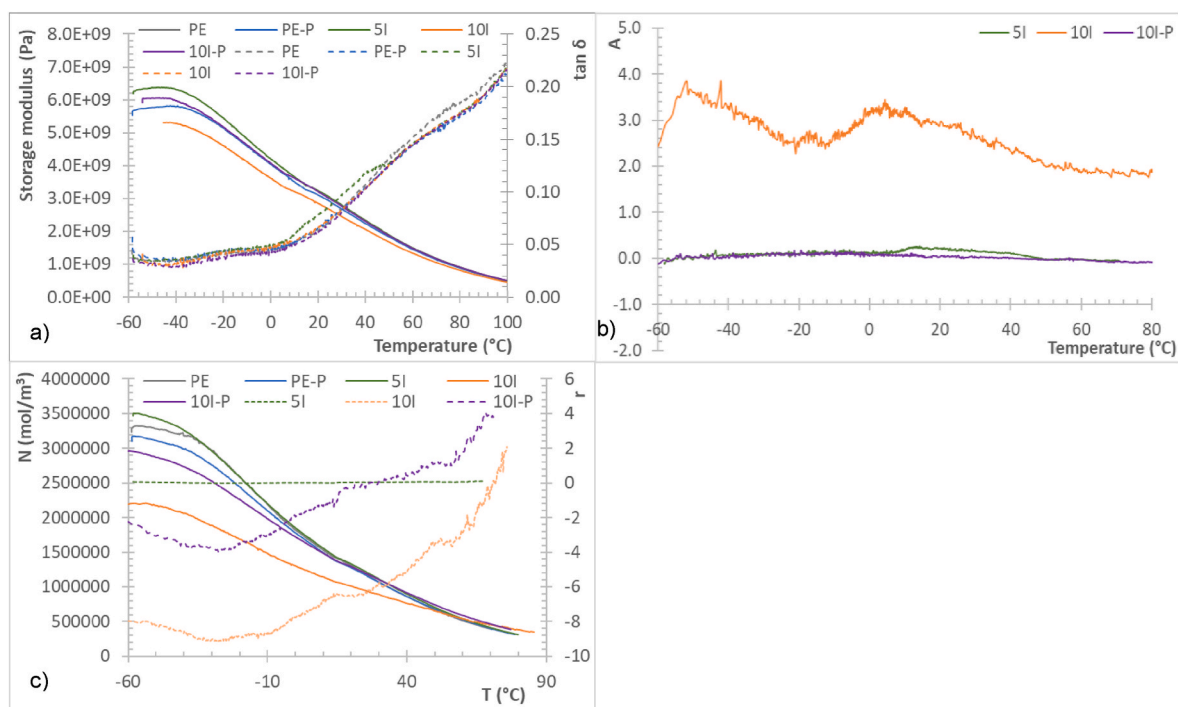 Storage modulus (Pa)
8.0E+09
7.0E+09
6.0E+09
5.0E+09
4.0E+09
3.0E+09
2.0E+09
1.0E+09
0.0E+00
PE PE-P 5I 10I
10I-P PE PE-P 5I
10I 10I-P
0.25
0.20
0.15
0.10
0.05
0.00
tan δ
-60 -40 -20 0 20 40 60 80 100
Temperature (°C)
a)
A
5.0
4.0
3.0
2.0
1.0
0.0
-1.0
-2.0
5I 10I 10I-P
-60 -40 -20 0 20 40 60 80
Temperature (°C)
b)
N (mol/m³)
4000000
3500000
3000000
2500000
2000000
1500000
1000000
500000
0
PE PE-P 5I 10I
10I-P 5I 10I 10I-P
6
4
2
0
-2
-4
-6
-8
-10
r
-60 -10 40 90
T (°C)
c)